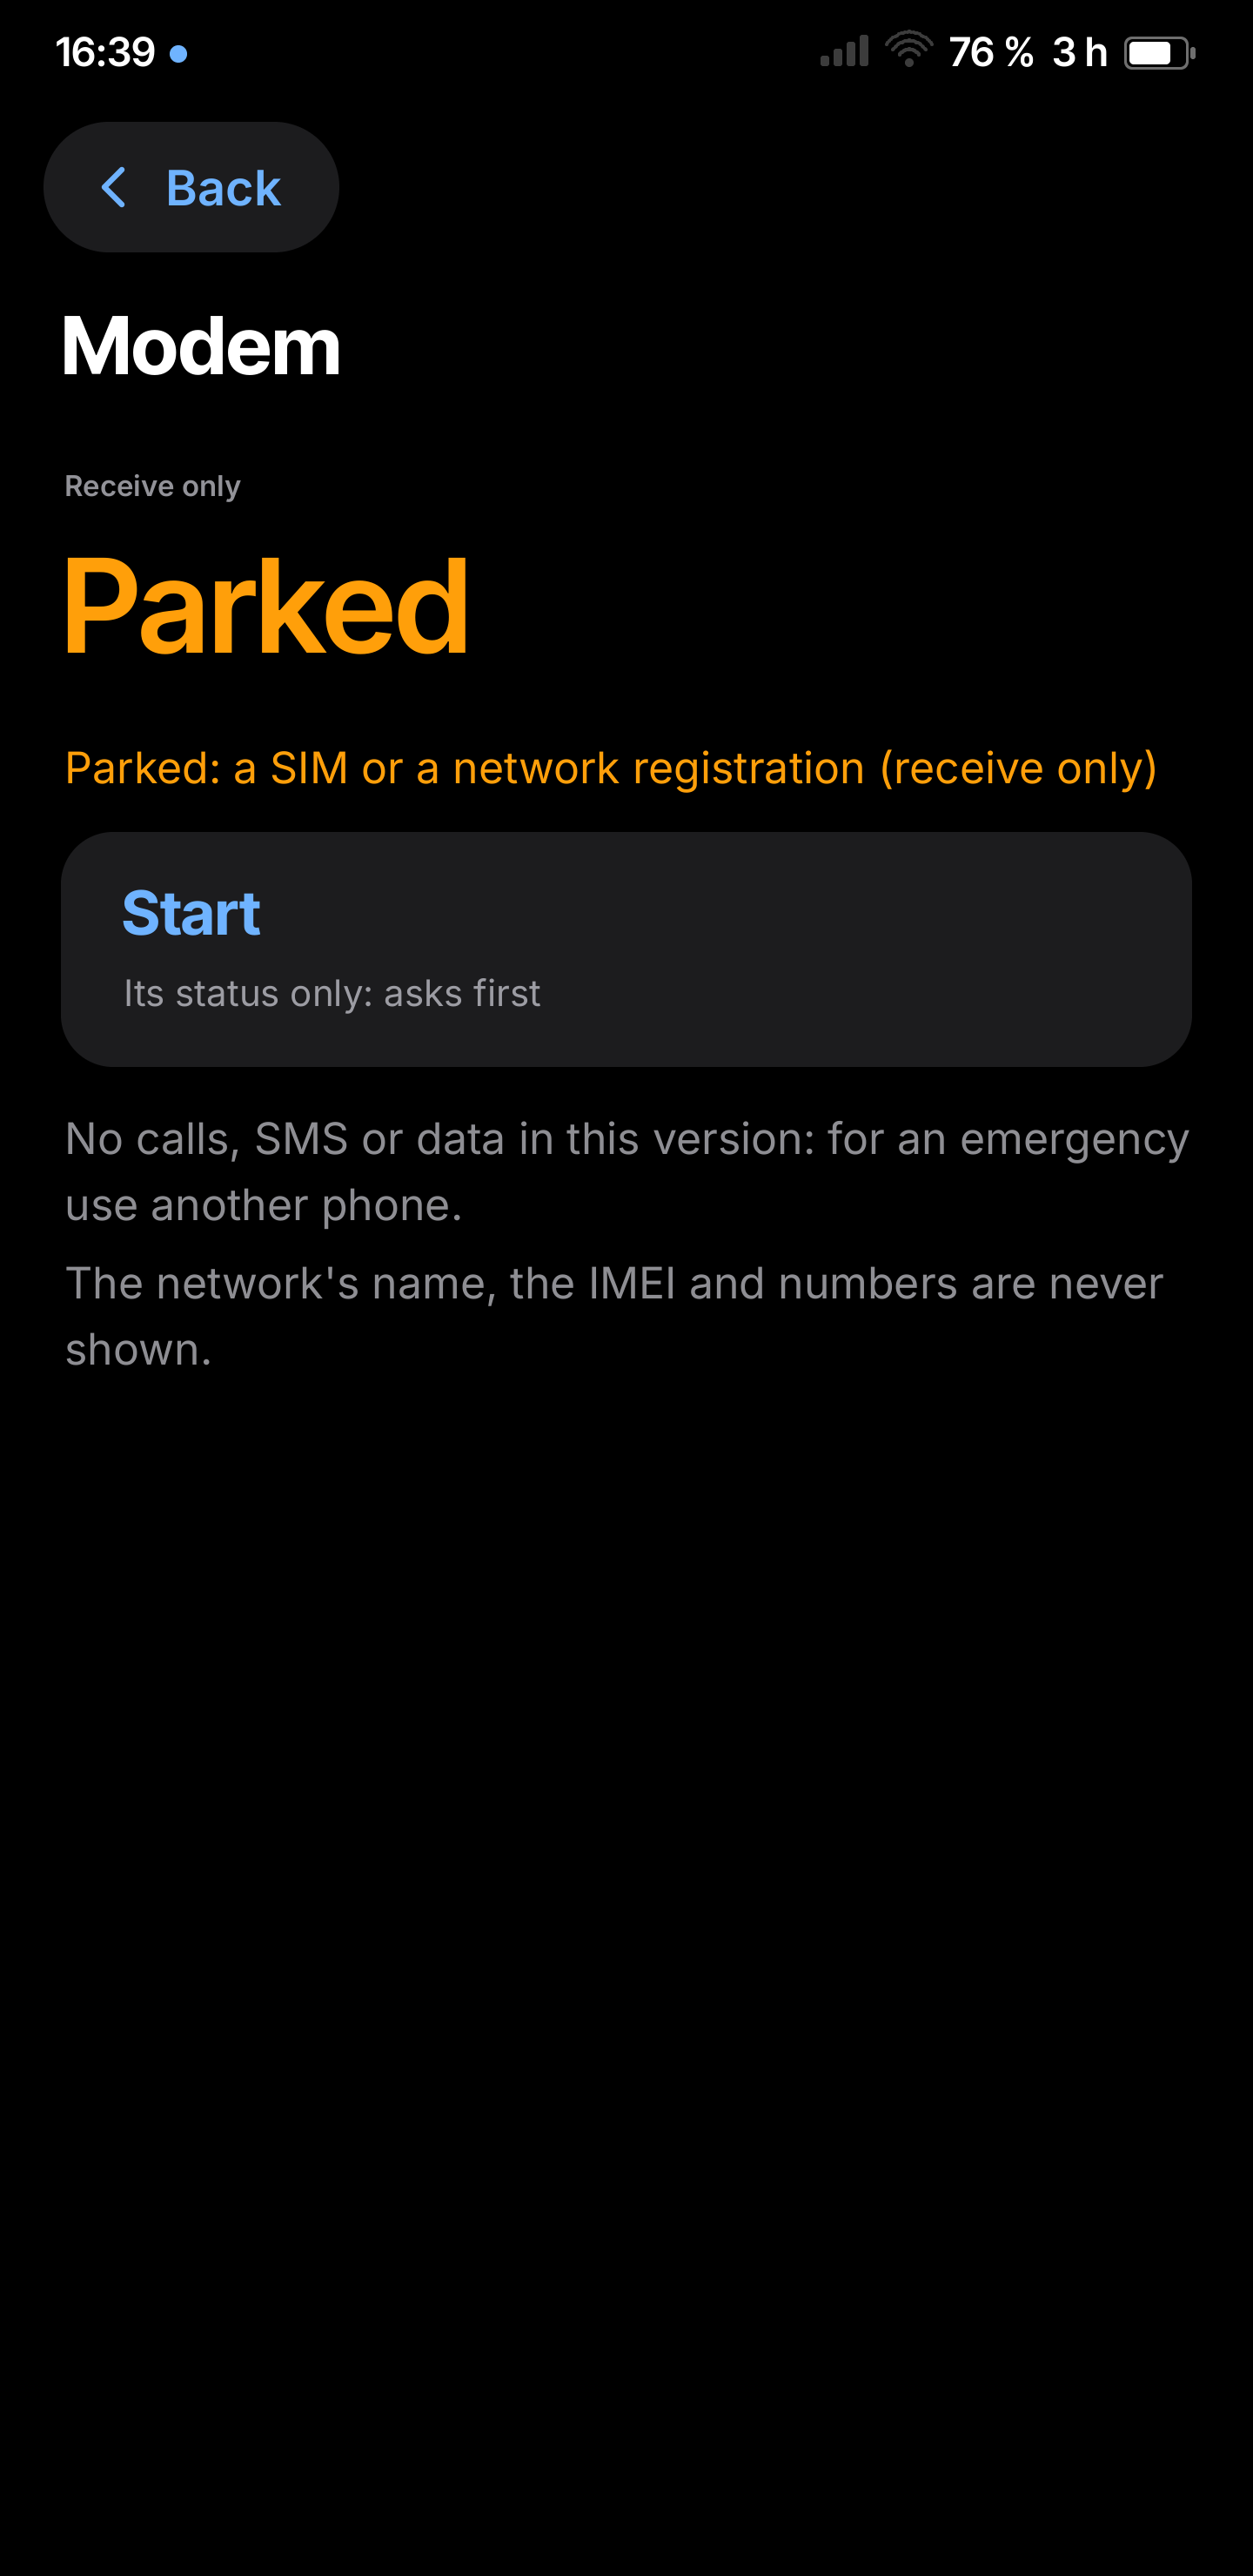 16:39
76 % 3 h
Back
Modem
Receive only
Parked
Parked: a SIM or a network registration (receive only)
Start
Its status only: asks first
No calls, SMS or data in this version: for an emergency
use another phone.
The network's name, the IMEI and numbers are never
shown.